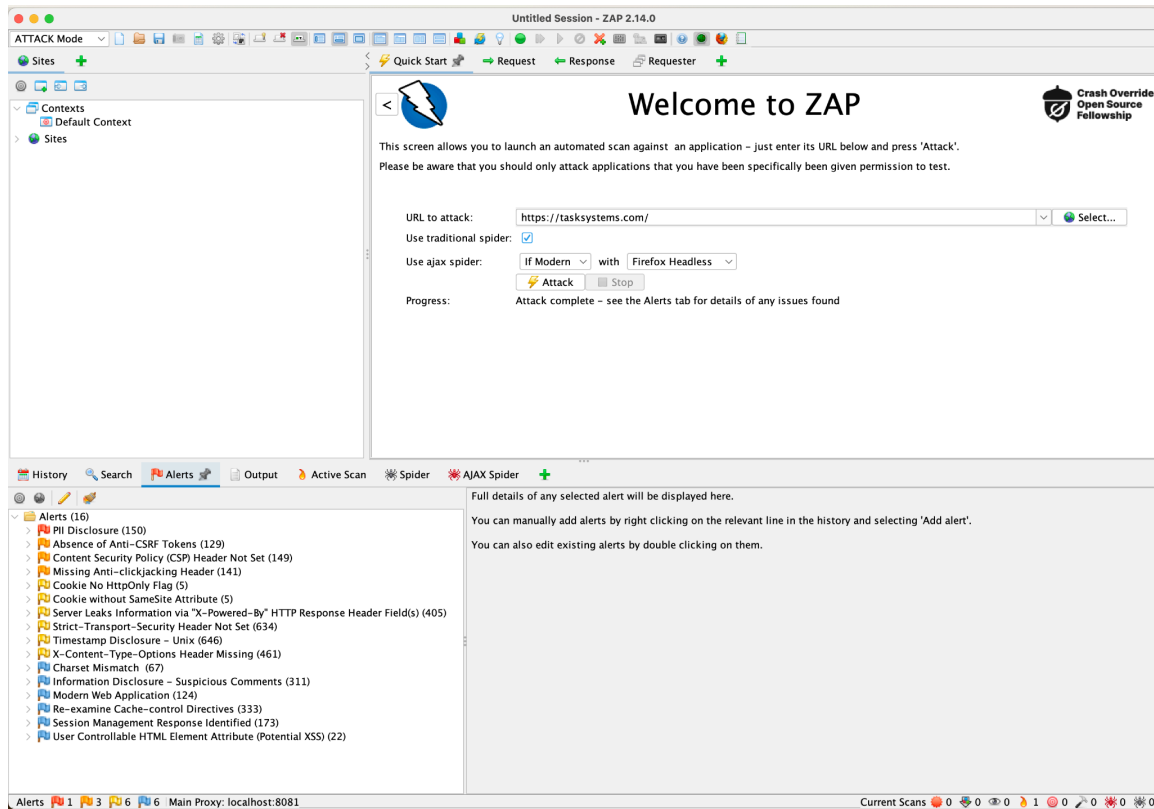 Untitled Session - ZAP 2.14.0
ATTACK Mode
Sites
Quick Start
Request
Response
Requester
Contexts
Default Context
Sites
<
Welcome to ZAP
Crash Override
Open Source
Fellowship
This screen allows you to launch an automated scan against  an application – just enter its URL below and press 'Attack'.
Please be aware that you should only attack applications that you have been specifically been given permission to test.
URL to attack:
https://tasksystems.com/
Select...
Use traditional spider:
Use ajax spider:
If Modern
with
Firefox Headless
Attack
Stop
Progress:
Attack complete – see the Alerts tab for details of any issues found
History
Search
Alerts
Output
Active Scan
Spider
AJAX Spider
Alerts (16)
PII Disclosure (150)
Absence of Anti-CSRF Tokens (129)
Content Security Policy (CSP) Header Not Set (149)
Missing Anti-clickjacking Header (141)
Cookie No HttpOnly Flag (5)
Cookie without SameSite Attribute (5)
Server Leaks Information via "X-Powered-By" HTTP Response Header Field(s) (405)
Strict-Transport-Security Header Not Set (634)
Timestamp Disclosure – Unix (646)
X-Content-Type-Options Header Missing (461)
Charset Mismatch (67)
Information Disclosure – Suspicious Comments (311)
Modern Web Application (124)
Re-examine Cache-control Directives (333)
Session Management Response Identified (173)
User Controllable HTML Element Attribute (Potential XSS) (22)
Full details of any selected alert will be displayed here.
You can manually add alerts by right clicking on the relevant line in the history and selecting 'Add alert'.
You can also edit existing alerts by double clicking on them.
Alerts 1 3 6 6 Main Proxy: localhost:8081
Current Scans 0 0 0 1 0 0 0 0